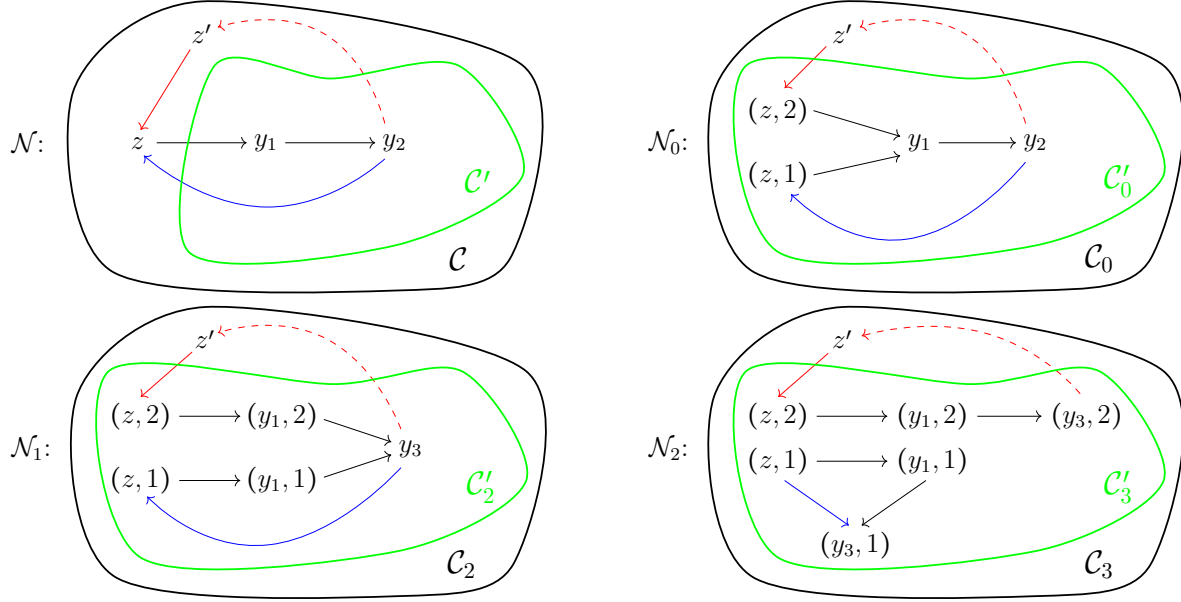 z′ z′
(z, 2)
𝒩: z y₁ y₂ 𝒩₀: y₁ y₂
(z, 1)
𝒞′ 𝒞′₀
𝒞 𝒞₀
z′ z′
(z, 2) (y₁, 2) (z, 2) (y₁, 2) (y₃, 2)
𝒩₁: y₃ 𝒩₂:
(z, 1) (y₁, 1) (z, 1) (y₁, 1)
𝒞′₂ 𝒞′₃
(y₃, 1)
𝒞₂ 𝒞₃